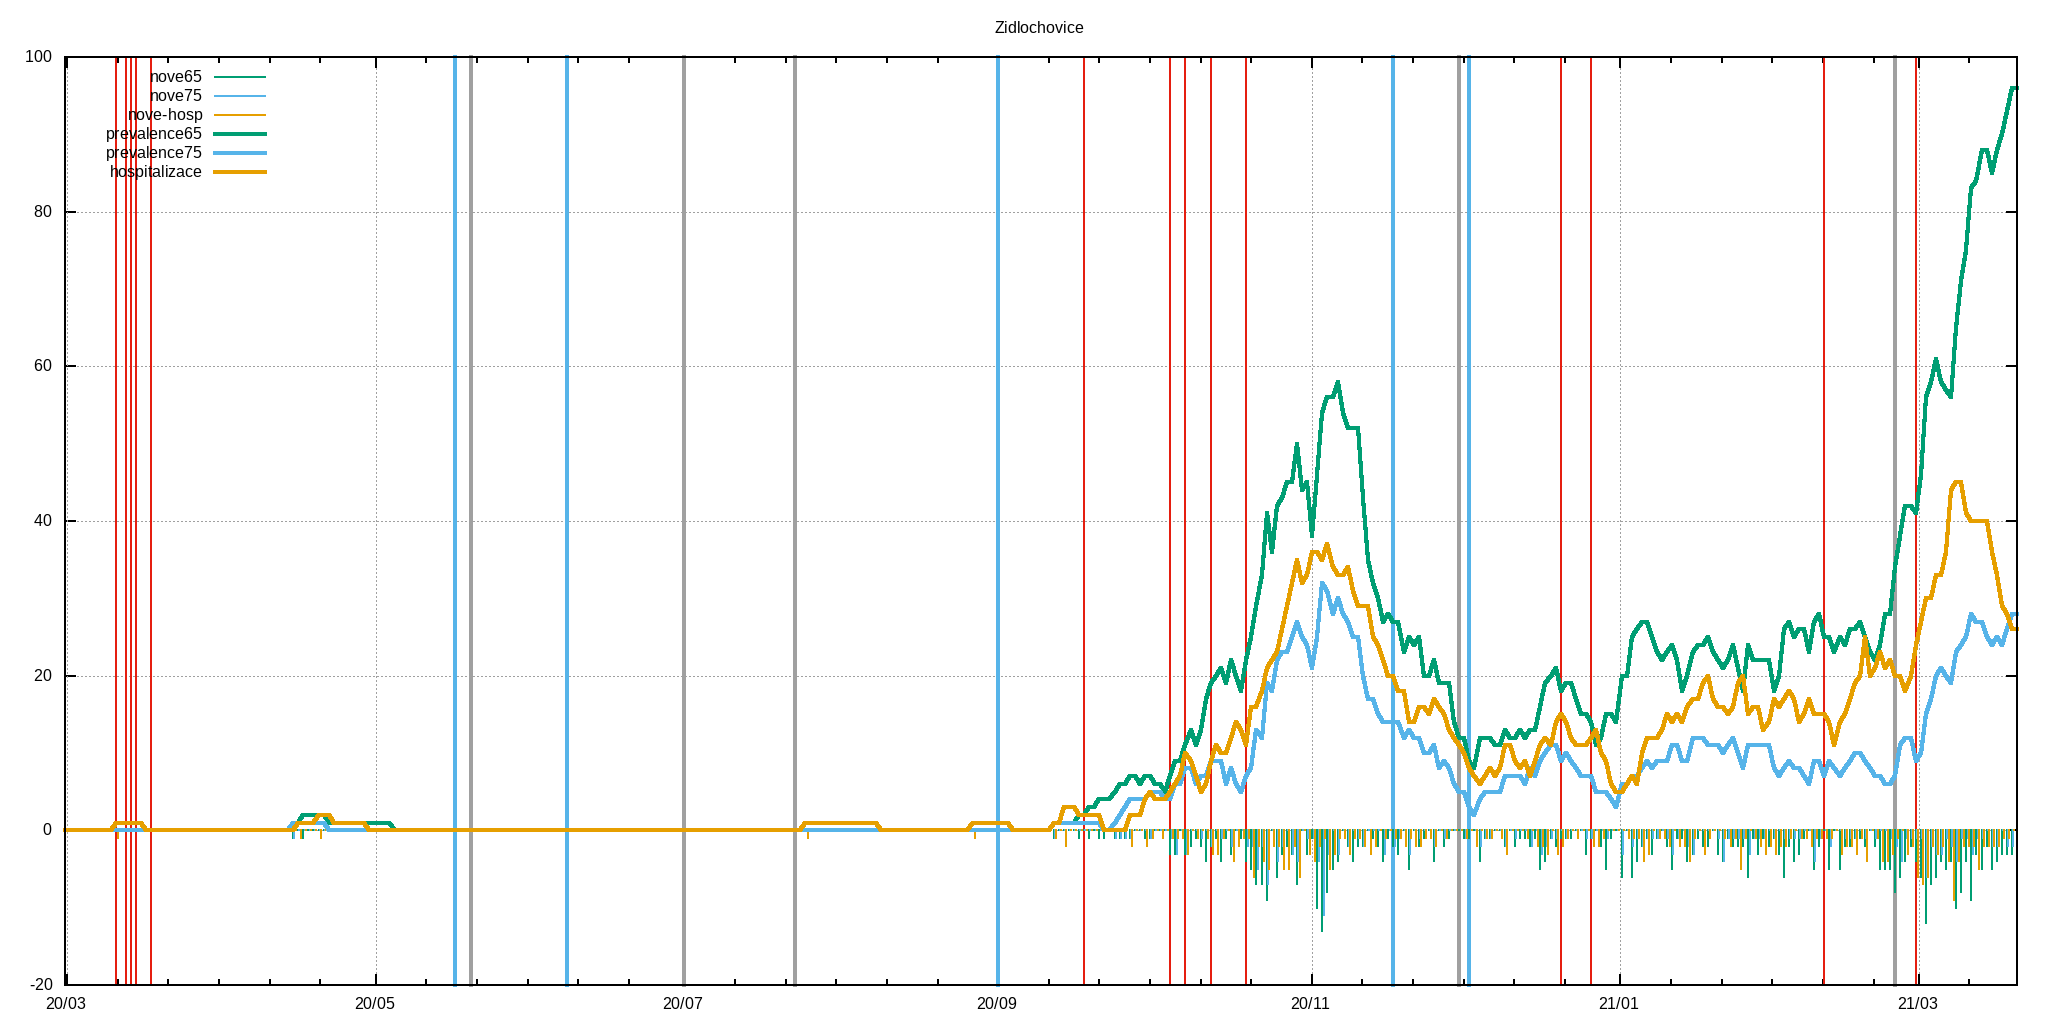 Zidlochovice
100
nove65
nove75
nove-hosp
prevalence65
prevalence75
hospitalizace
80
60
40
20
0
-20
20/03 20/05 20/07 20/09 20/11 21/01 21/03